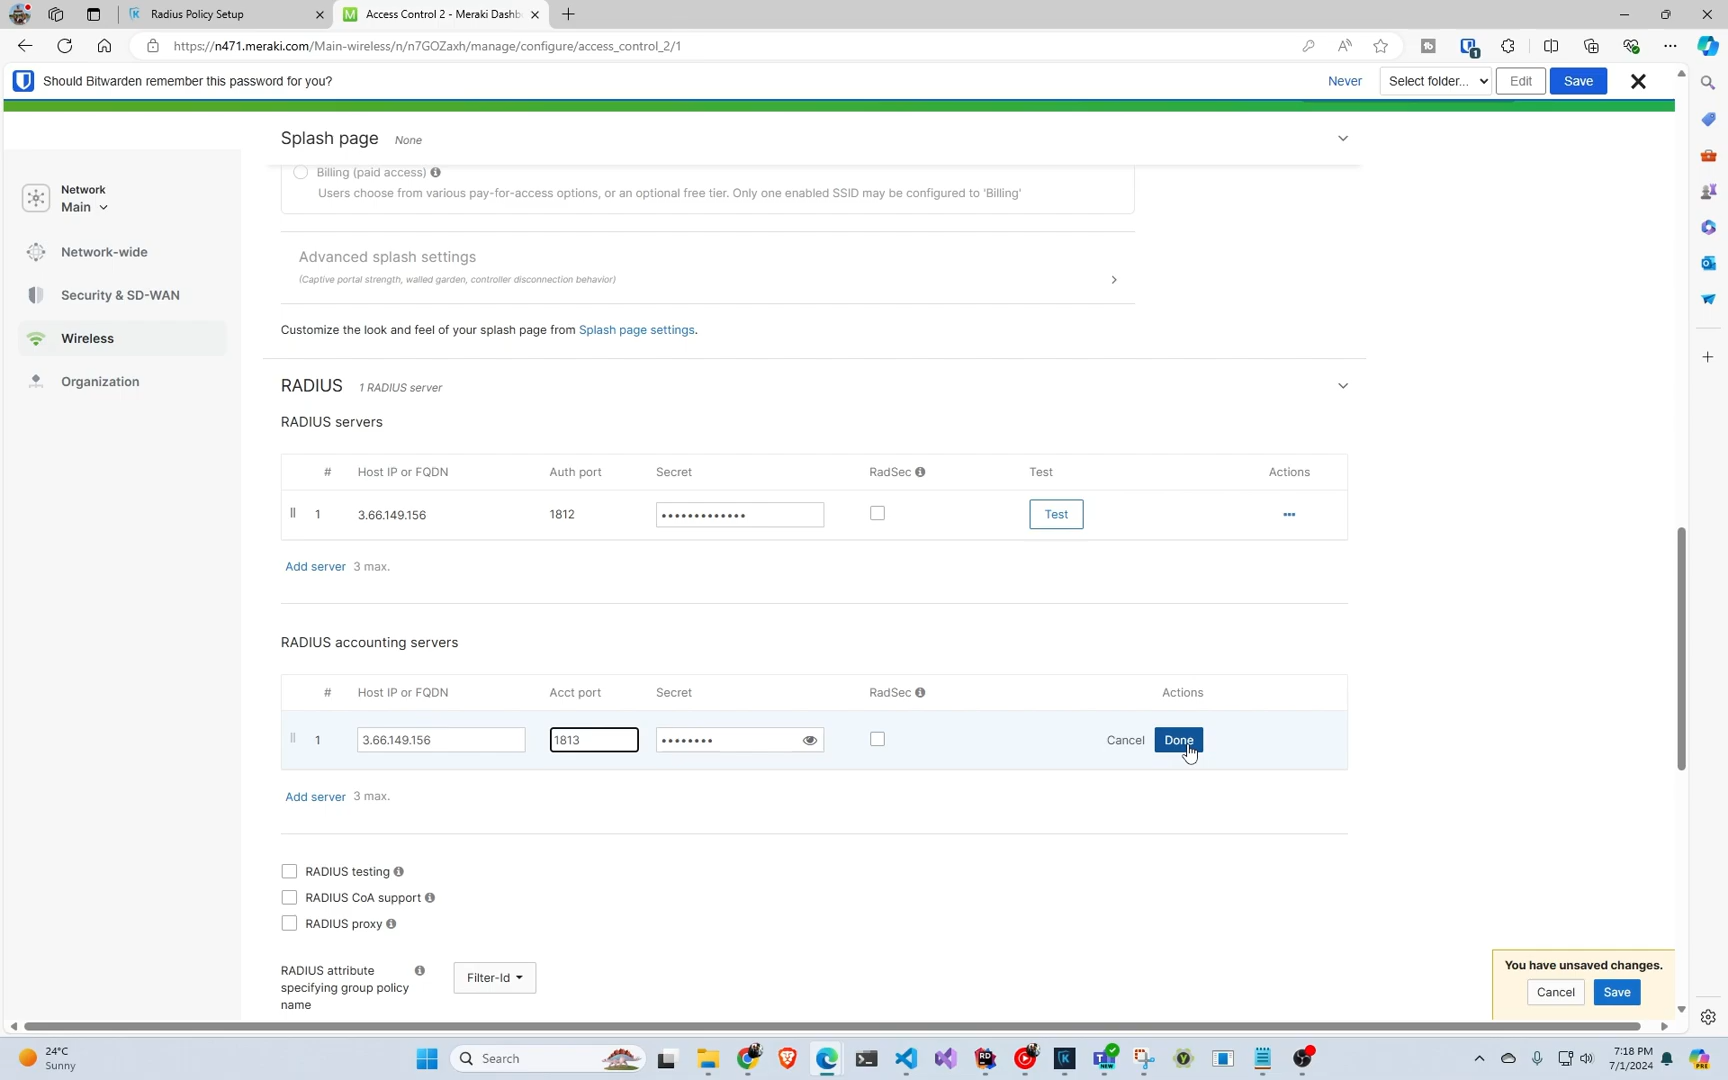 Radius Policy Setup
Access Control 2 - Meraki Dashb
https://n471.meraki.com/Main-wireless/n/n7GOZaxh/manage/configure/access_control_2/1
Should Bitwarden remember this password for you?
Never
Select folder...
Edit
Save
Splash page None
Network
Main
Network-wide
Security & SD-WAN
Wireless
Organization
Billing (paid access)
Users choose from various pay-for-access options, or an optional free tier. Only one enabled SSID may be configured to 'Billing'
Advanced splash settings
(Captive portal strength, walled garden, controller disconnection behavior)
Customize the look and feel of your splash page from Splash page settings.
RADIUS 1 RADIUS server
RADIUS servers
# Host IP or FQDN Auth port Secret RadSec Test Actions
1 3.66.149.156 1812 ••••••••••••• Test
Add server 3 max.
RADIUS accounting servers
# Host IP or FQDN Acct port Secret RadSec Actions
1 3.66.149.156 1813 •••••••• Cancel Done
Add server 3 max.
RADIUS testing
RADIUS CoA support
RADIUS proxy
RADIUS attribute
specifying group policy
name
Filter-Id
You have unsaved changes.
Cancel Save
24°C
Sunny
Search
7:18 PM
7/1/2024